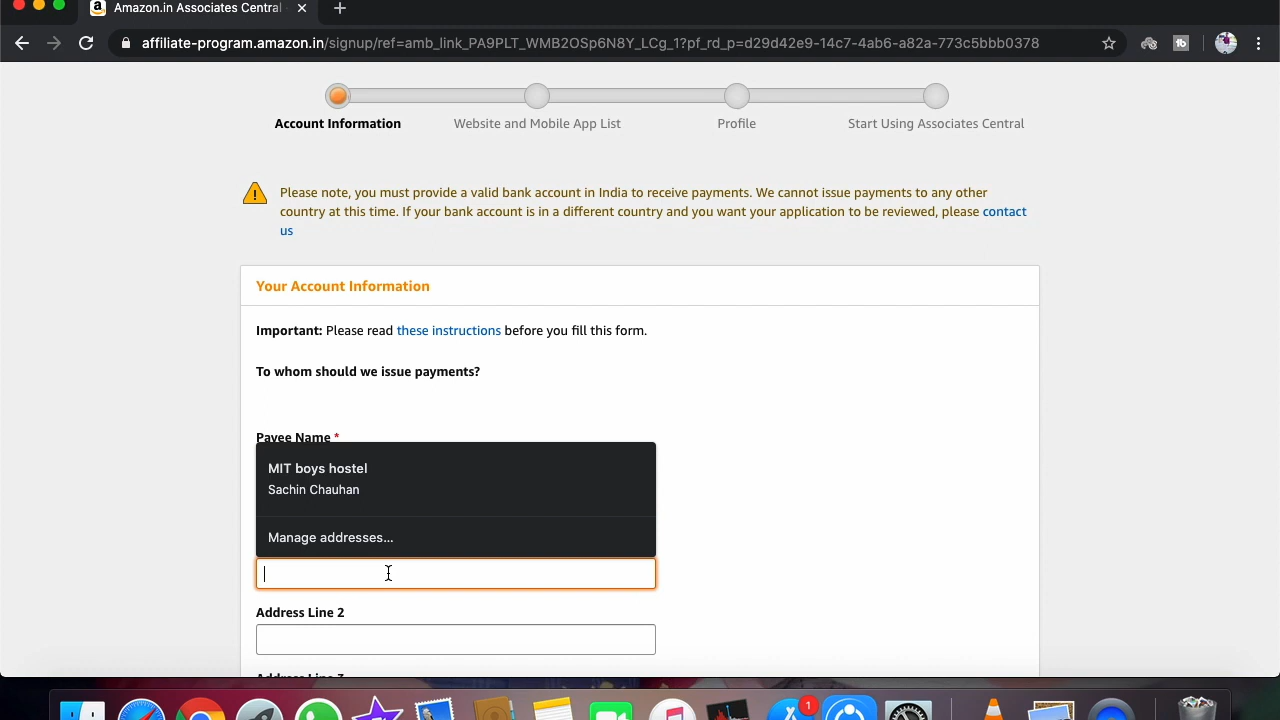 Amazon.in Associates Central
affiliate-program.amazon.in/signup/ref=amb_link_PA9PLT_WMB2OSp6N8Y_LCg_1?pf_rd_p=d29d42e9-14c7-4ab6-a82a-773c5bbb0378
Account Information
Website and Mobile App List
Profile
Start Using Associates Central
Please note, you must provide a valid bank account in India to receive payments. We cannot issue payments to any other
country at this time. If your bank account is in a different country and you want your application to be reviewed, please contact
us
Your Account Information
Important: Please read these instructions before you fill this form.
To whom should we issue payments?
Payee Name *
MIT boys hostel
Sachin Chauhan
Manage addresses...
Address Line 2
Address Line 3
1